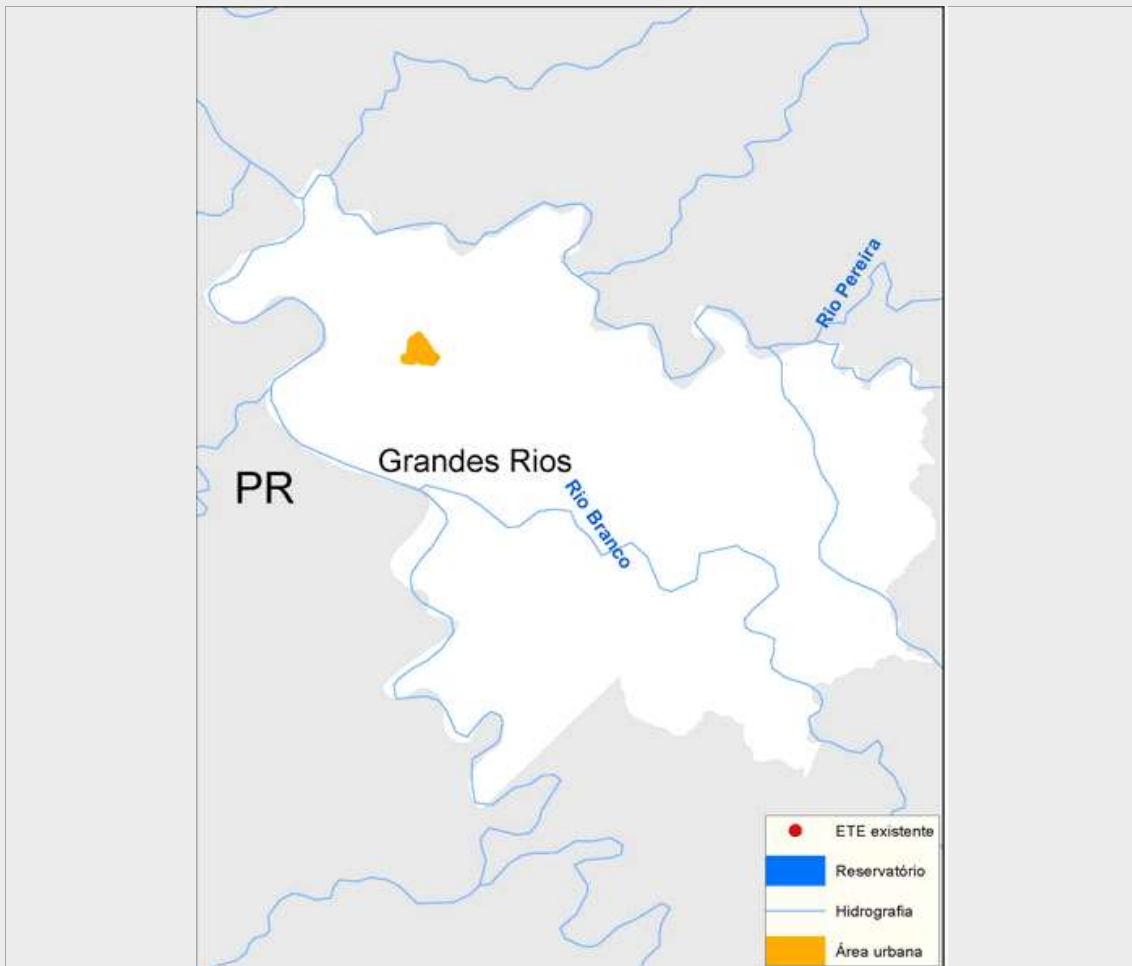 Rio Pereira
Grandes Rios
PR
Rio Branco
ETE existente
Reservatório
Hidrografia
Área urbana